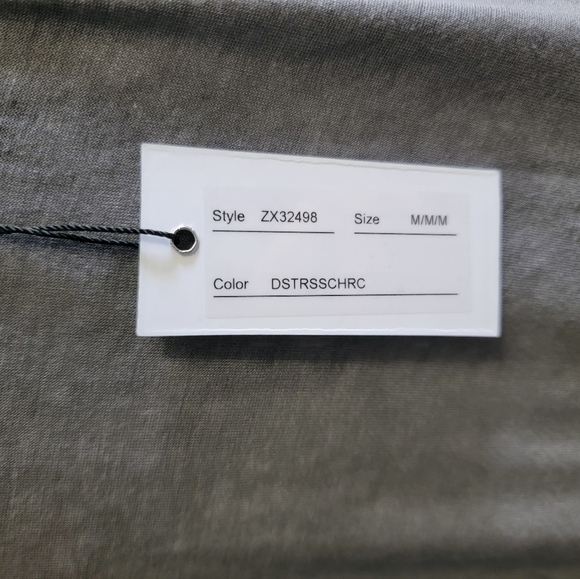 Style ZX32498 Size M/M/M
Color DSTRSSCHRC